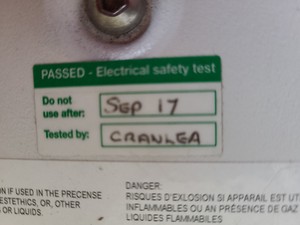 PASSED - Electrical safety test
Do not
use after:
SEP 17
Tested by:
CRANLEA
ON IF USED IN THE PRECENSE
ESTHETICS, OR, OTHER
S OR LIQUIDS.
DANGER:
RISQUES D'EXLOSION SI APPAREIL EST UT
INFLAMMABLES OU AN PRÉSENCE DE GAZ
LIQUIDES FLAMMABLES